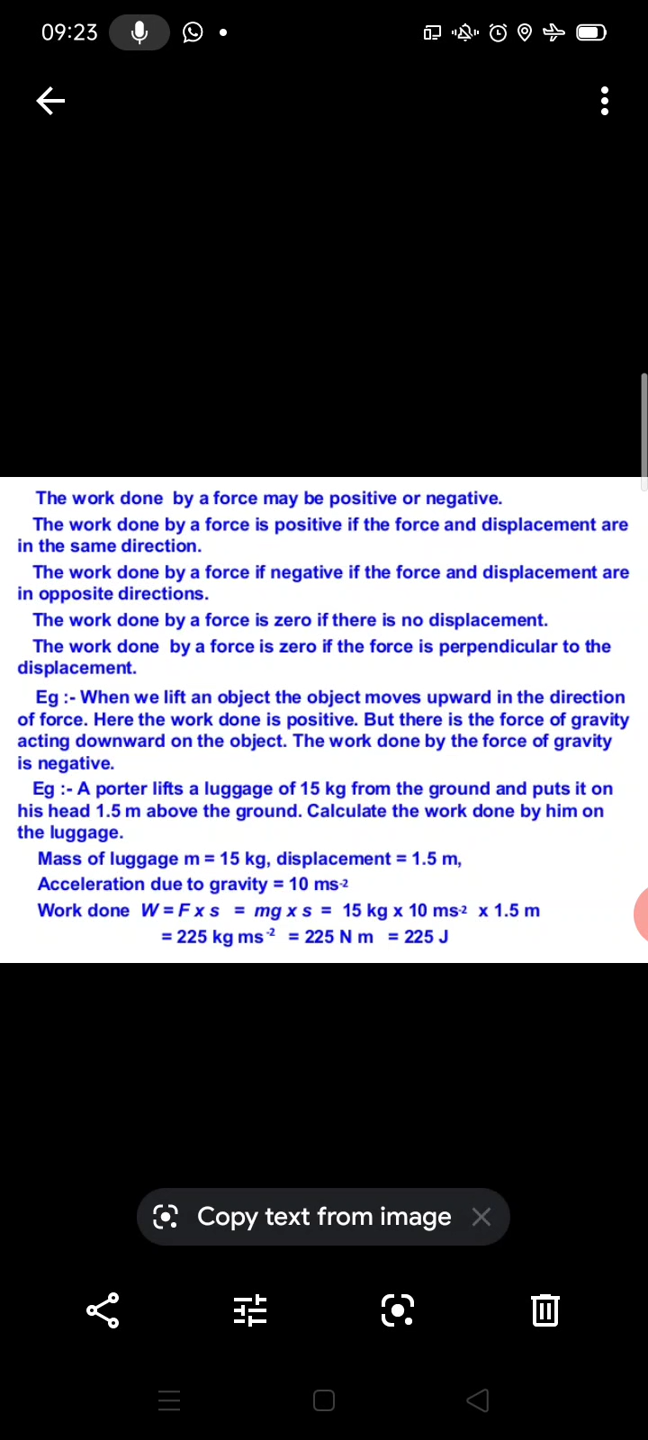 09:23
The work done by a force may be positive or negative.
The work done by a force is positive if the force and displacement are
in the same direction.
The work done by a force if negative if the force and displacement are
in opposite directions.
The work done by a force is zero if there is no displacement.
The work done by a force is zero if the force is perpendicular to the
displacement.
Eg :- When we lift an object the object moves upward in the direction
of force. Here the work done is positive. But there is the force of gravity
acting downward on the object. The work done by the force of gravity
is negative.
Eg :- A porter lifts a luggage of 15 kg from the ground and puts it on
his head 1.5 m above the ground. Calculate the work done by him on
the luggage.
Mass of luggage m = 15 kg, displacement = 1.5 m,
Acceleration due to gravity = 10 ms-2
Work done W = F x s = mg x s = 15 kg x 10 ms-2 x 1.5 m
= 225 kg ms-2 = 225 N m = 225 J
Copy text from image